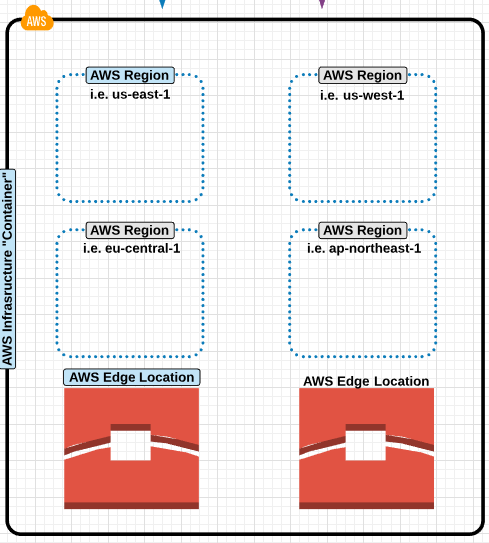 AWS
AWS Region
i.e. us-east-1
AWS Region
i.e. us-west-1
AWS Infrasructure "Container"
AWS Region
i.e. eu-central-1
AWS Region
i.e. ap-northeast-1
AWS Edge Location
AWS Edge Location